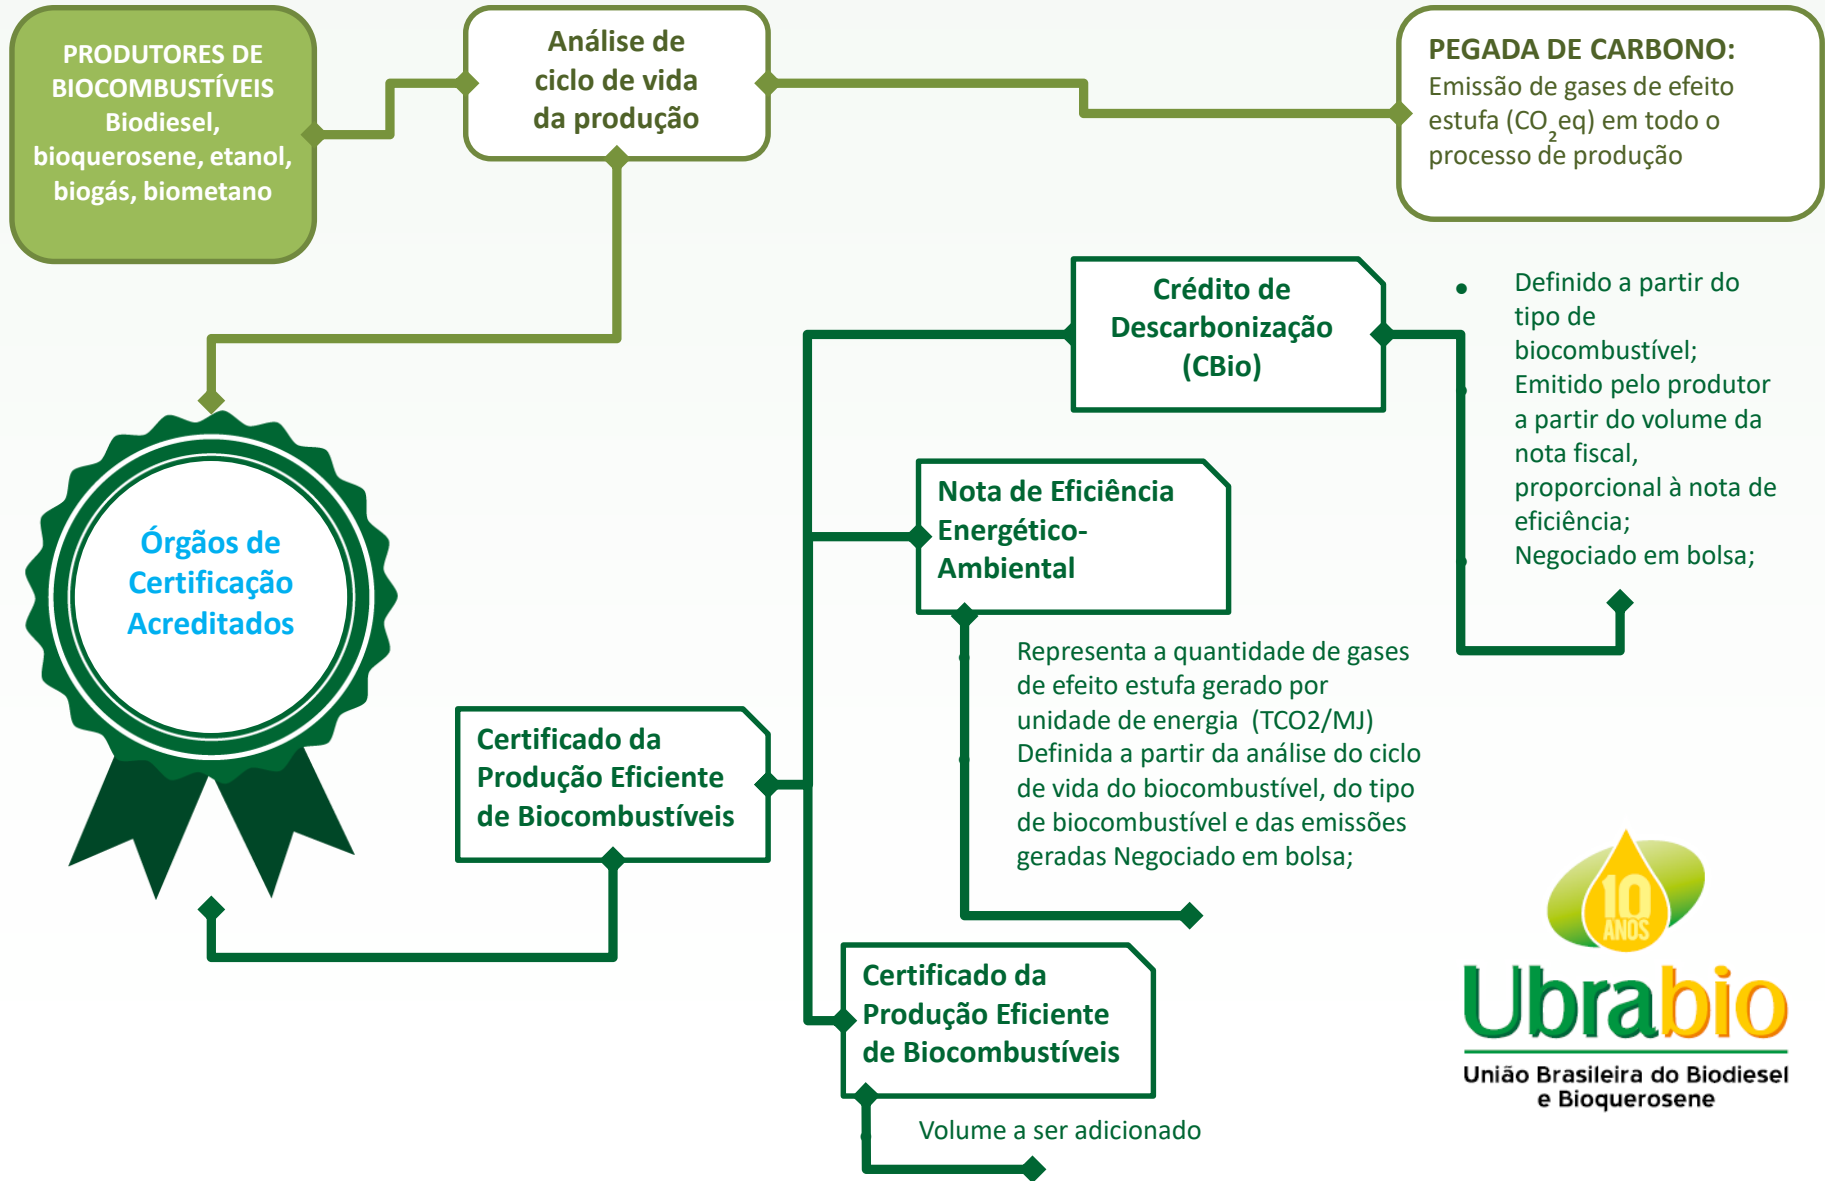 PRODUTORES DE
BIOCOMBUSTÍVEIS
Biodiesel,
bioquerosene, etanol,
biogás, biometano
Análise de
ciclo de vida
da produção
PEGADA DE CARBONO:
Emissão de gases de efeito
estufa (CO₂eq) em todo o
processo de produção
Crédito de
Descarbonização
(CBio)
• Definido a partir do
tipo de
biocombustível;
• Emitido pelo produtor
a partir do volume da
nota fiscal,
proporcional à nota de
eficiência;
• Negociado em bolsa;
Nota de Eficiência
Energético-
Ambiental
• Representa a quantidade de gases
de efeito estufa gerado por
unidade de energia (TCO2/MJ)
• Definida a partir da análise do ciclo
de vida do biocombustível, do tipo
de biocombustível e das emissões
geradas Negociado em bolsa;
Órgãos de
Certificação
Acreditados
Certificado da
Produção Eficiente
de Biocombustíveis
Certificado da
Produção Eficiente
de Biocombustíveis
• Volume a ser adicionado
10
ANOS
Ubrabio
União Brasileira do Biodiesel
e Bioquerosene